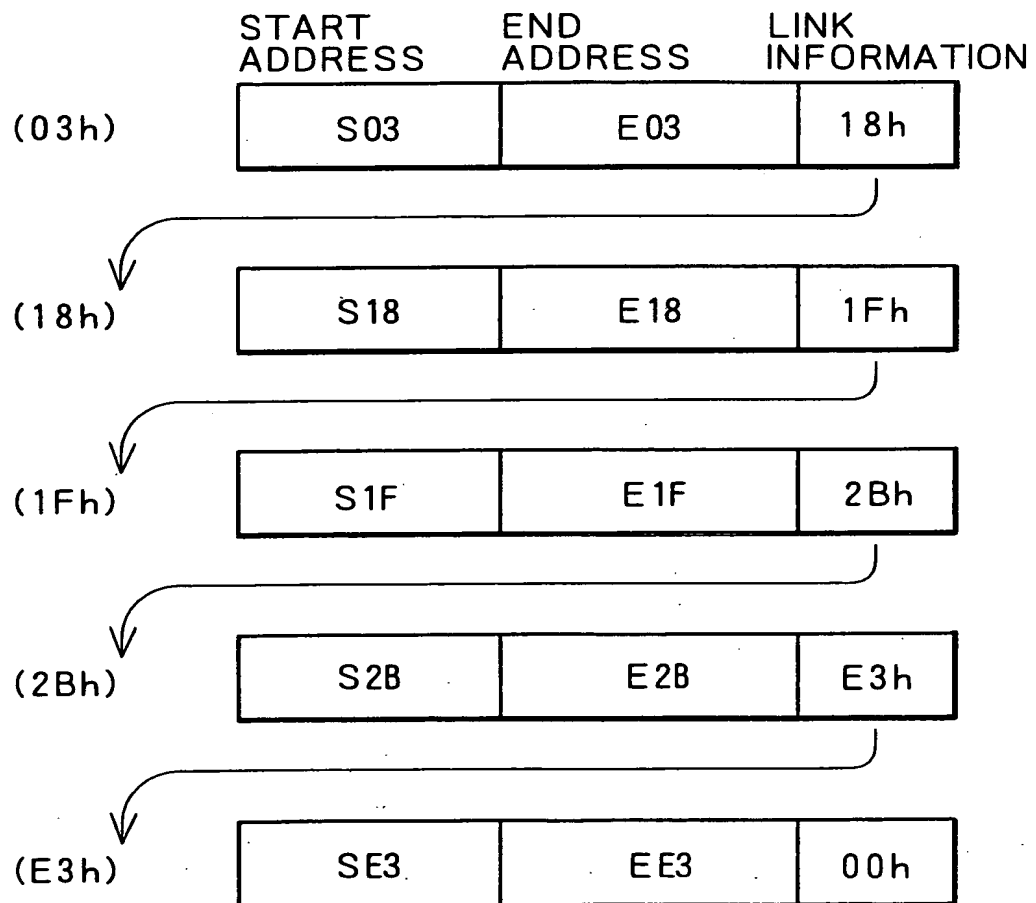 START ADDRESS END ADDRESS LINK INFORMATION
(03h) S03 E03 18h
(18h) S18 E18 1Fh
(1Fh) S1F E1F 2Bh
(2Bh) S2B E2B E3h
(E3h) SE3 EE3 00h